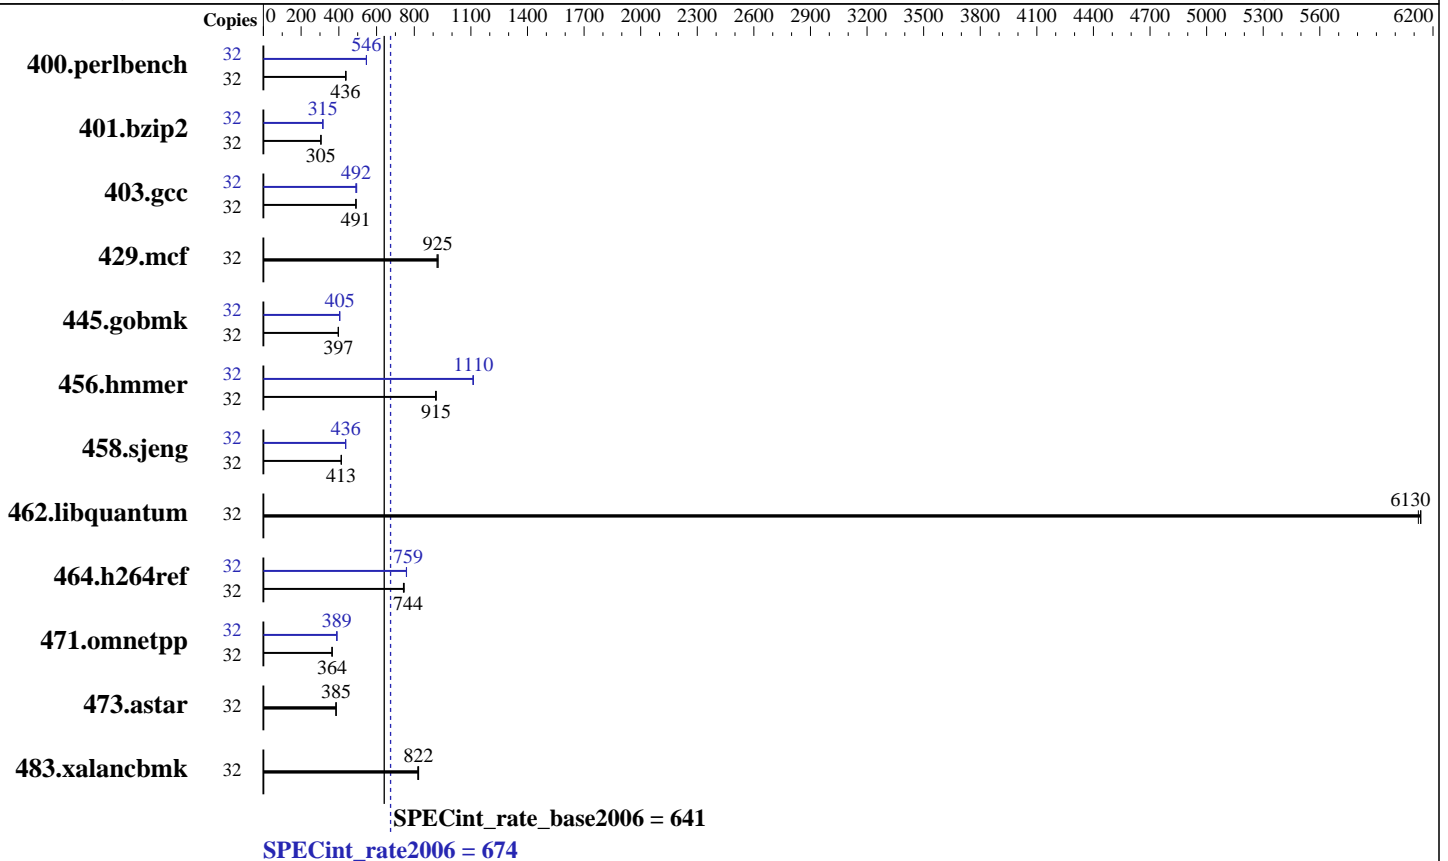 Copies 0 200 400 600 800 1100 1400 1700 2000 2300 2600 2900 3200 3500 3800 4100 4400 4700 5000 5300 5600 6200
546
400.perlbench 32
32
436
315
401.bzip2 32
32
305
492
403.gcc 32
32
491
925
429.mcf 32
405
445.gobmk 32
32
397
1110
456.hmmer 32
32
915
436
458.sjeng 32
32
413
6130
462.libquantum 32
759
464.h264ref 32
32
744
389
471.omnetpp 32
32
364
385
473.astar 32
822
483.xalancbmk 32
SPECint_rate_base2006 = 641
SPECint_rate2006 = 674